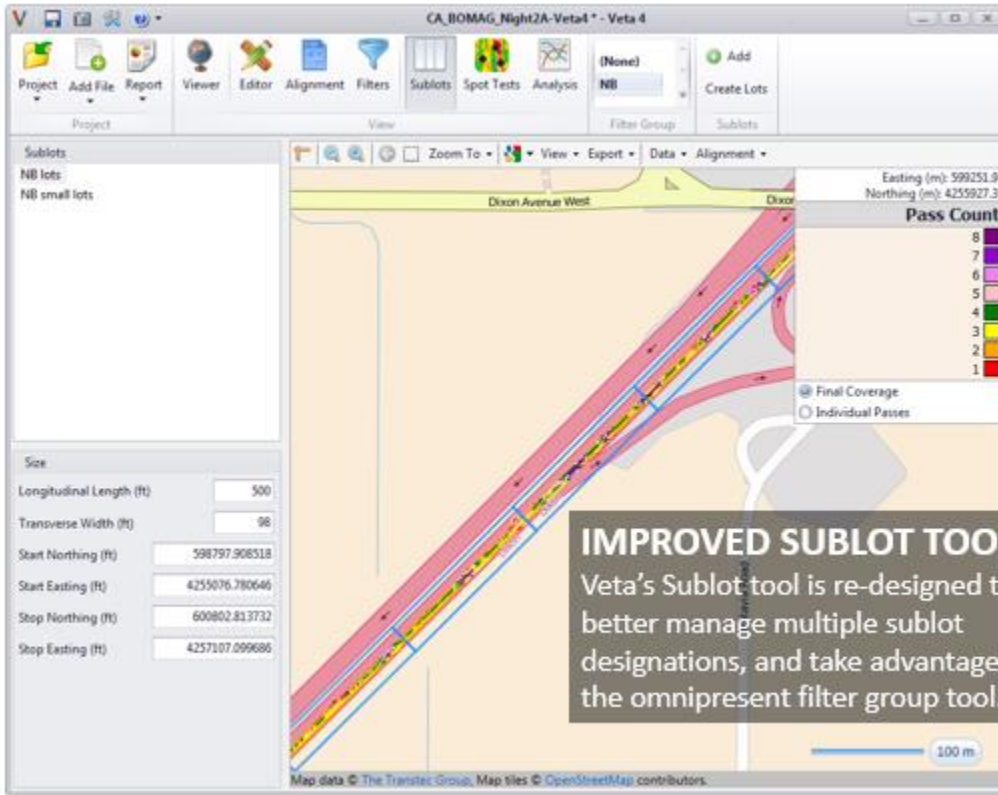 CA_BOMAG_Night2A-Veta4 * - Veta 4
Project
Add File
Report
Viewer
Editor
Alignment
Filters
Sublots
Spot Tests
Analysis
(None)
NB
Add
Create Lots
Project
View
Filter Group
Sublots
Sublots
NB lots
NB small lots
Zoom To
View
Export
Data
Alignment
Dixon Avenue West
Dixon
Easting (m): 599251.9
Northing (m): 4255927.3
Pass Count
8
7
6
5
4
3
2
1
Final Coverage
Individual Passes
Size
Longitudinal Length (ft) 500
Transverse Width (ft) 98
Start Northing (ft) 598797.908518
Start Easting (ft) 4255076.780646
Stop Northing (ft) 600802.813732
Stop Easting (ft) 4257107.099686
IMPROVED SUBLOT TOO
Veta's Sublot tool is re-designed t
better manage multiple sublot
designations, and take advantage
the omnipresent filter group tool.
100 m
Map data © The Transtec Group, Map tiles © OpenStreetMap contributors.